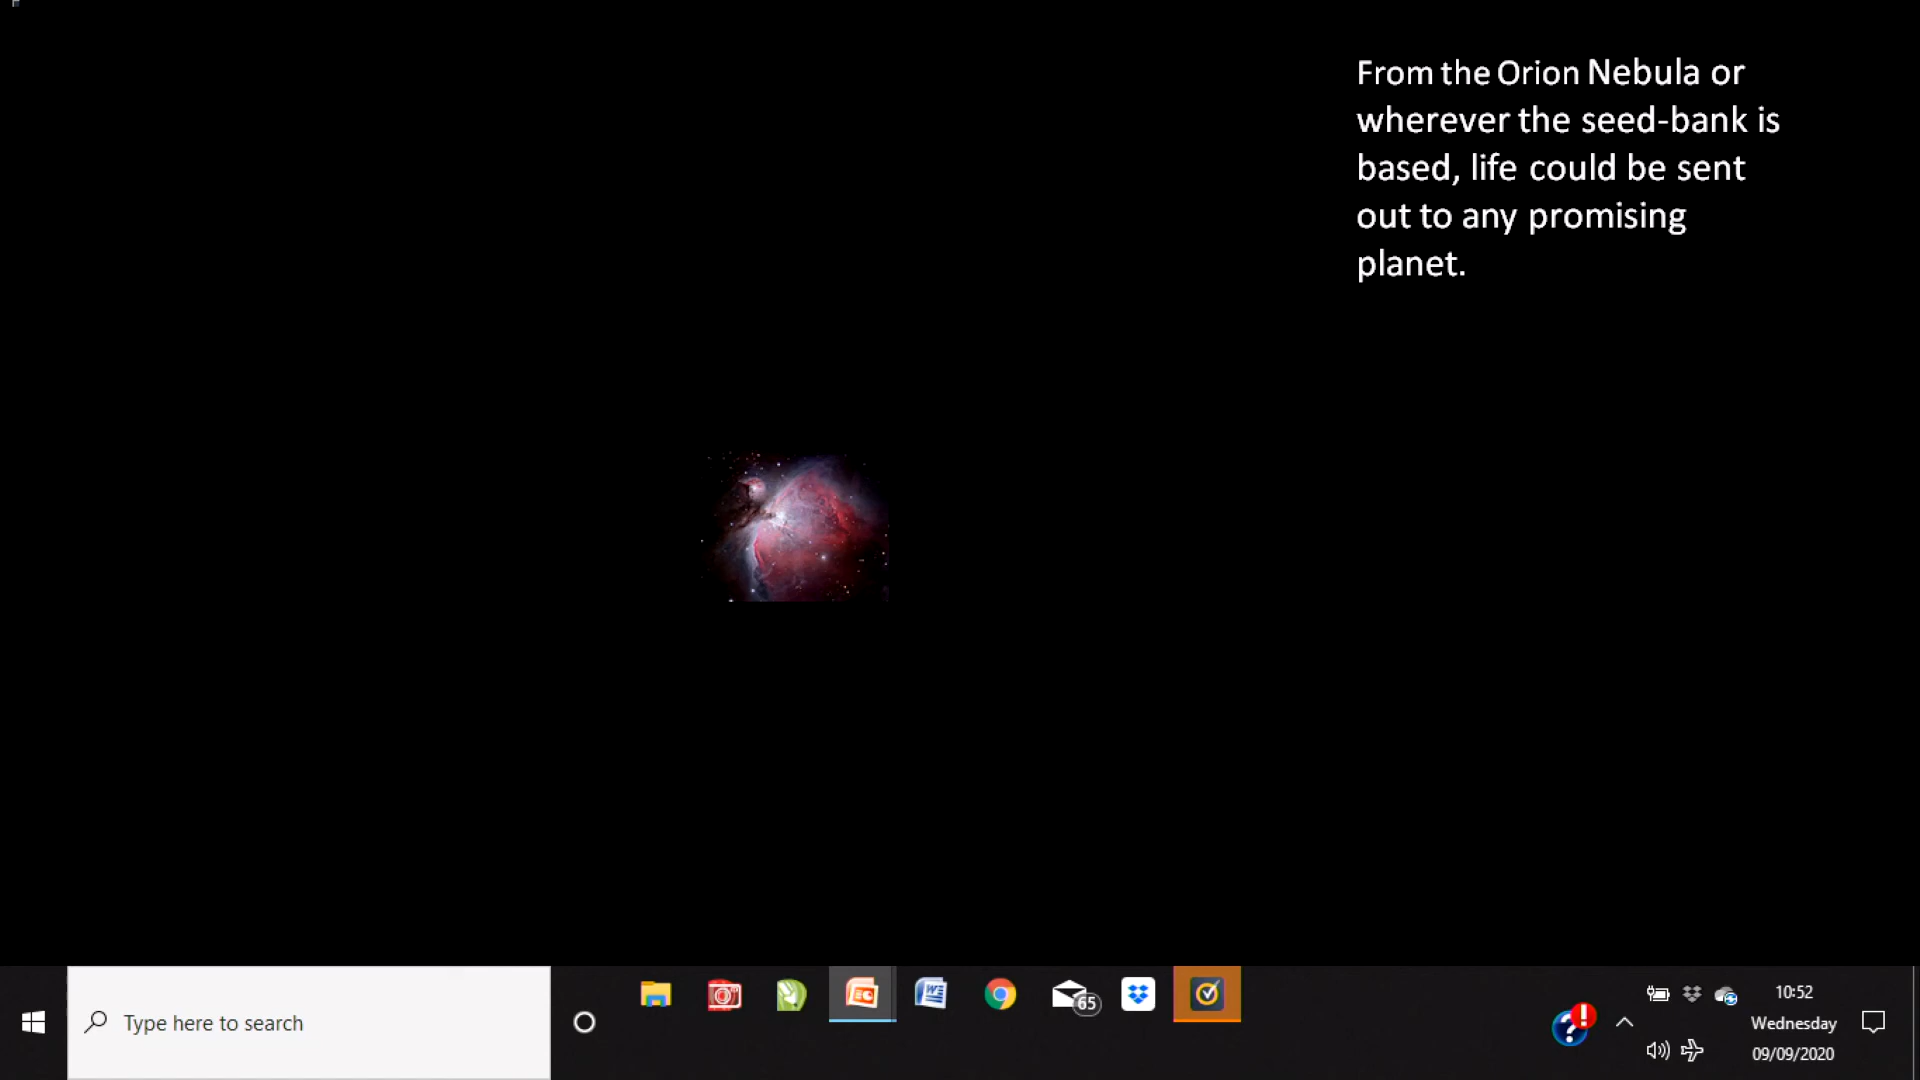 From the Orion Nebula or
wherever the seed-bank is
based, life could be sent
out to any promising
planet.
Type here to search
65
10:52
Wednesday
09/09/2020